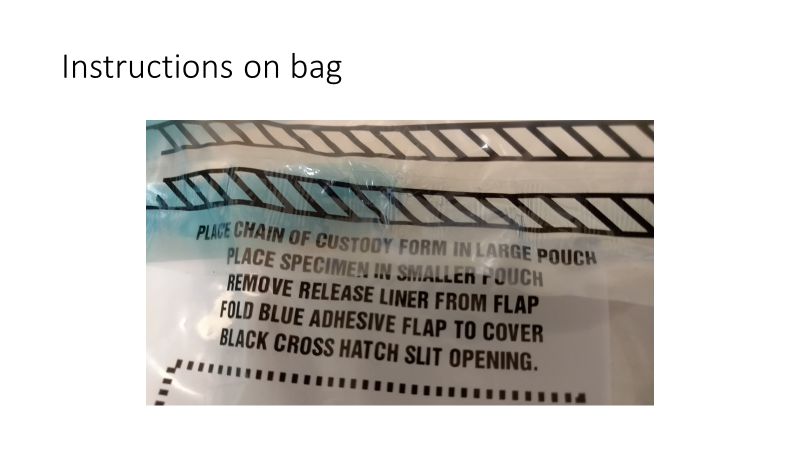 Instructions on bag
PLACE CHAIN OF CUSTODY FORM IN LARGE POUCH
PLACE SPECIMEN IN SMALLER POUCH
REMOVE RELEASE LINER FROM FLAP
FOLD BLUE ADHESIVE FLAP TO COVER
BLACK CROSS HATCH SLIT OPENING.